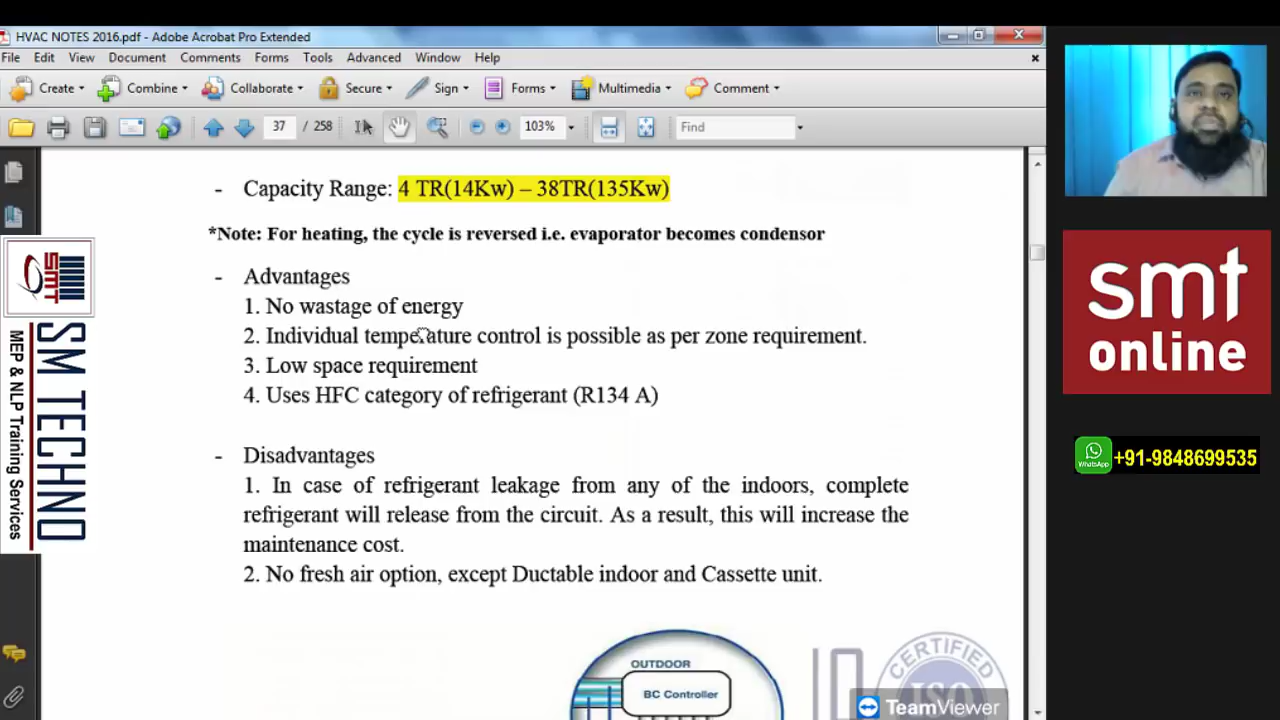 HVAC NOTES 2016.pdf - Adobe Acrobat Pro Extended
File Edit View Document Comments Forms Tools Advanced Window Help
Create Combine Collaborate Secure Sign Forms Multimedia Comment
37 / 258 103% Find
- Capacity Range: 4 TR(14Kw) – 38TR(135Kw)
*Note: For heating, the cycle is reversed i.e. evaporator becomes condensor
- Advantages
1. No wastage of energy
2. Individual temperature control is possible as per zone requirement.
3. Low space requirement
4. Uses HFC category of refrigerant (R134 A)
- Disadvantages
1. In case of refrigerant leakage from any of the indoors, complete
refrigerant will release from the circuit. As a result, this will increase the
maintenance cost.
2. No fresh air option, except Ductable indoor and Cassette unit.
OUTDOOR
BC Controller
CERTIFIED
ISO
TeamViewer
SMT
SM TECHNO
MEP & NLP Training Services
smt
online
WhatsApp
+91-9848699535